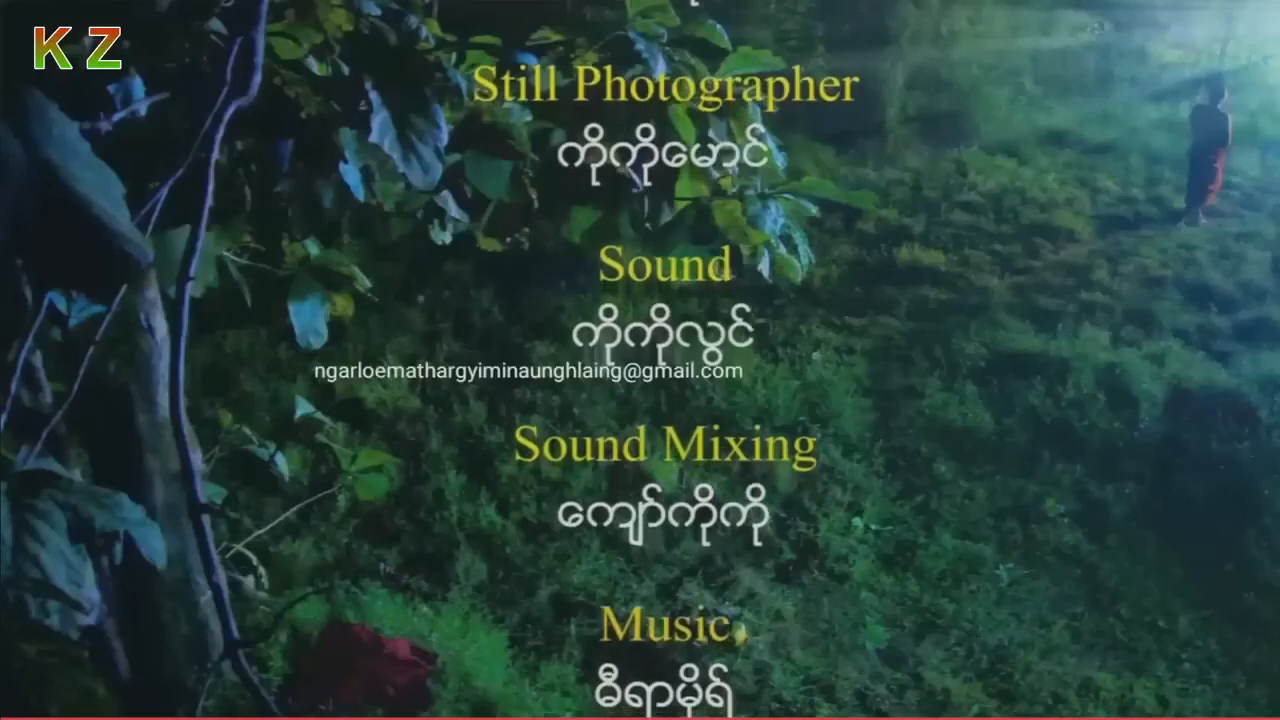 K Z
Still Photographer
ကိုကိုမောင်
Sound
ကိုကိုလွင်
ngarloemathargyiminaunghlaing@gmail.com
Sound Mixing
ကျော်ကိုကို
Music
ဓီရာမိုရ်